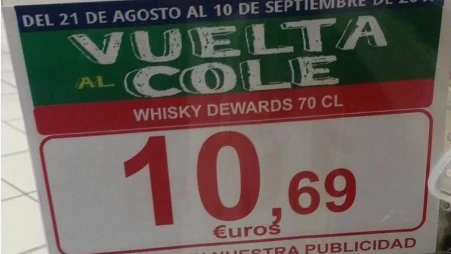 DEL 21 DE AGOSTO AL 10 DE SEPTIEMBRE DE
VUELTA
AL COLE
WHISKY DEWARDS 70 CL
10,69
€uros
NUESTRA PUBLICIDAD